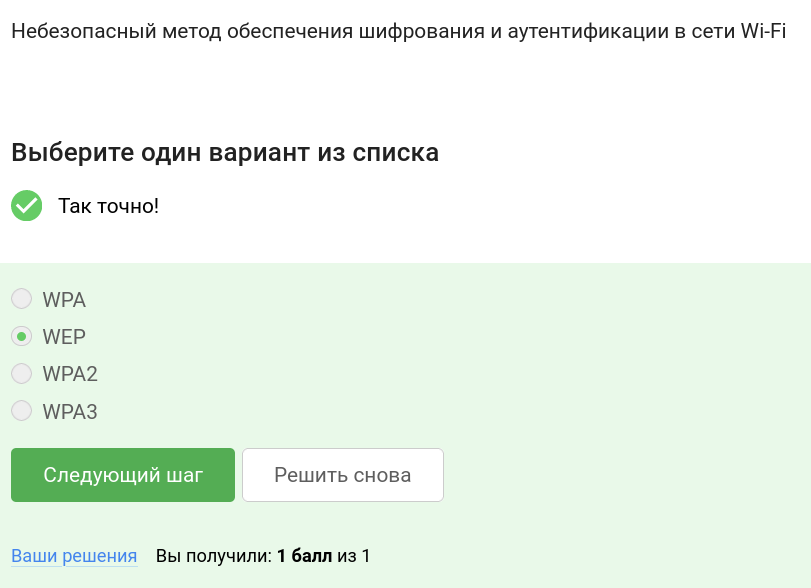 Небезопасный метод обеспечения шифрования и аутентификации в сети Wi-Fi
Выберите один вариант из списка
Так точно!
WPA
WEP
WPA2
WPA3
Следующий шаг
Решить снова
Ваши решения Вы получили: 1 балл из 1